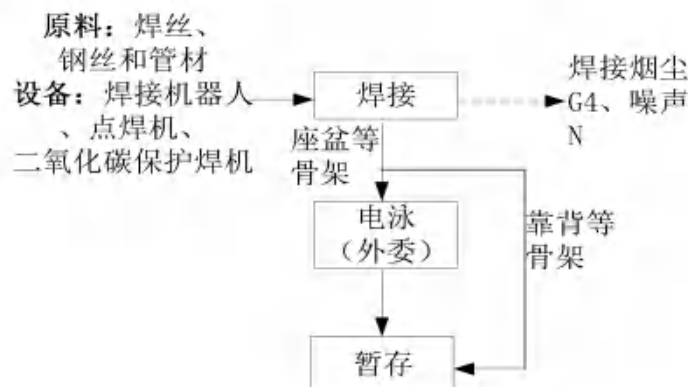 原料：焊丝、
钢丝和管材
设备：焊接机器人
、点焊机、
二氧化碳保护焊机
焊接
焊接烟尘
G4、噪声
N
座盆等
骨架
电泳
（外委）
靠背等
骨架
暂存